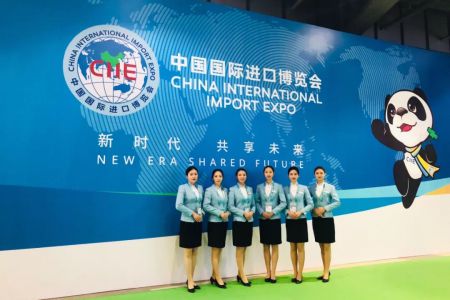 CHINA INTERNATIONAL IMPORT EXPO
CIIE
中国国际进口博览会
中国国际进口博览会
CHINA INTERNATIONAL
IMPORT EXPO
新时代 共享未来
NEW ERA SHARED FUTURE